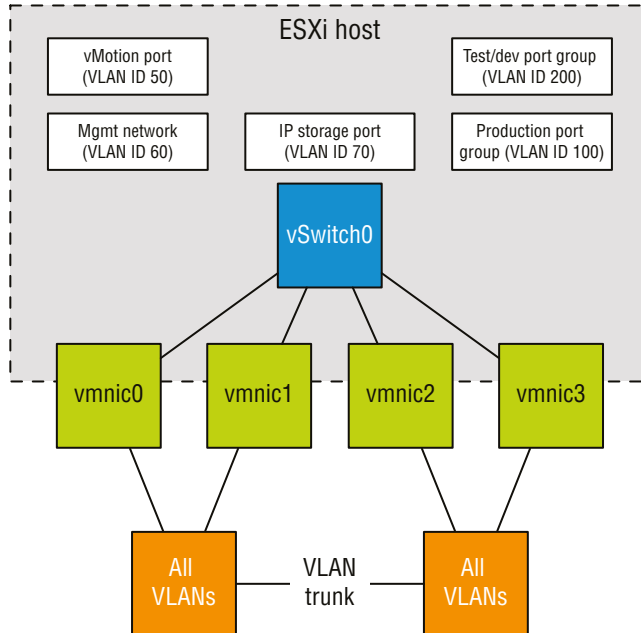 ESXi host
vMotion port
(VLAN ID 50)
Test/dev port group
(VLAN ID 200)
Mgmt network
(VLAN ID 60)
IP storage port
(VLAN ID 70)
Production port
group (VLAN ID 100)
vSwitch0
vmnic0
vmnic1
vmnic2
vmnic3
All
VLANs
VLAN
trunk
All
VLANs